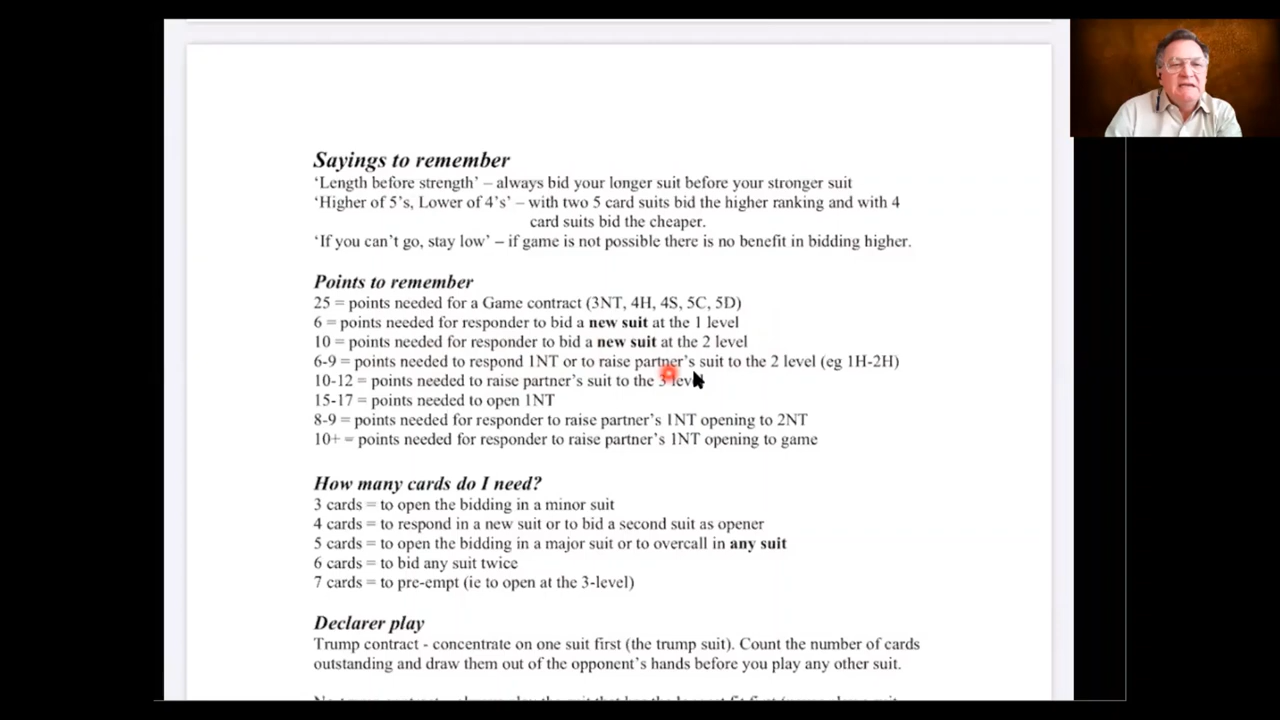 Sayings to remember
‘Length before strength’ – always bid your longer suit before your stronger suit
‘Higher of 5’s, Lower of 4’s’ – with two 5 card suits bid the higher ranking and with 4
card suits bid the cheaper.
‘If you can’t go, stay low’ – if game is not possible there is no benefit in bidding higher.
Points to remember
25 = points needed for a Game contract (3NT, 4H, 4S, 5C, 5D)
6 = points needed for responder to bid a new suit at the 1 level
10 = points needed for responder to bid a new suit at the 2 level
6-9 = points needed to respond 1NT or to raise partner’s suit to the 2 level (eg 1H-2H)
10-12 = points needed to raise partner’s suit to the 3 level
15-17 = points needed to open 1NT
8-9 = points needed for responder to raise partner’s 1NT opening to 2NT
10+ = points needed for responder to raise partner’s 1NT opening to game
How many cards do I need?
3 cards = to open the bidding in a minor suit
4 cards = to respond in a new suit or to bid a second suit as opener
5 cards = to open the bidding in a major suit or to overcall in any suit
6 cards = to bid any suit twice
7 cards = to pre-empt (ie to open at the 3-level)
Declarer play
Trump contract - concentrate on one suit first (the trump suit). Count the number of cards
outstanding and draw them out of the opponent’s hands before you play any other suit.